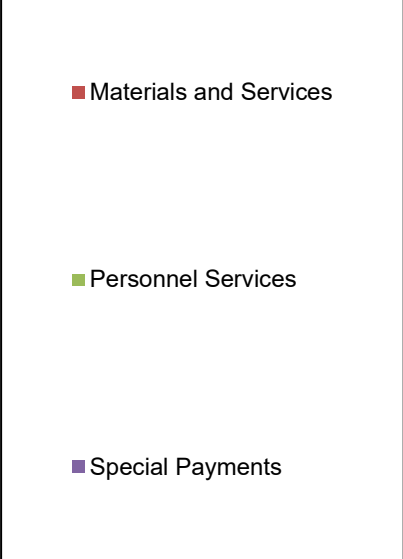 Materials and Services
Personnel Services
Special Payments